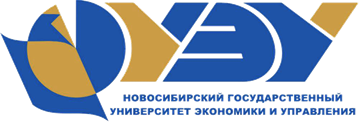 УЭУ
НОВОСИБИРСКИЙ ГОСУДАРСТВЕННЫЙ
УНИВЕРСИТЕТ ЭКОНОМИКИ И УПРАВЛЕНИЯ